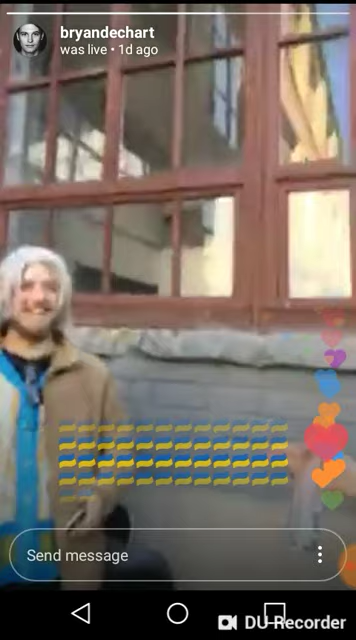 bryandechart
was live • 1d ago
Send message
DU Recorder